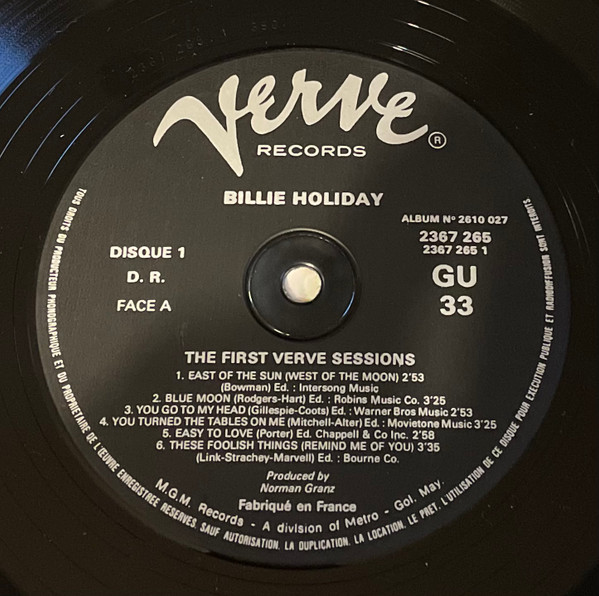 Verve ®
RECORDS
BILLIE HOLIDAY
ALBUM Nº 2610 027
2367 265
2367 265 1
DISQUE 1
D. R.
FACE A
GU
33
THE FIRST VERVE SESSIONS
1. EAST OF THE SUN (WEST OF THE MOON) 2'53
(Bowman) Ed. : Intersong Music
2. BLUE MOON (Rodgers-Hart) Ed. : Robins Music Co. 3'25
3. YOU GO TO MY HEAD (Gillespie-Coots) Ed. : Warner Bros Music 2'53
4. YOU TURNED THE TABLES ON ME (Mitchell-Alter) Ed. : Movietone Music 3'25
5. EASY TO LOVE (Porter) Ed. Chappell & Co Inc. 2'58
6. THESE FOOLISH THINGS (REMIND ME OF YOU) 3'35
(Link-Strachey-Marvell) Ed. : Bourne Co.
Produced by
Norman Granz
Fabriqué en France
M.G.M. Records - A division of Metro - Gol. May.
TOUS DROITS DU PRODUCTEUR PHONOGRAPHIQUE ET DU PROPRIETAIRE DE L'ŒUVRE ENREGISTREE RESERVES. SAUF AUTORISATION. LA DUPLICATION. LA LOCATION. LE PRET. L'UTILISATION DE CE DISQUE POUR EXECUTION PUBLIQUE ET RADIODIFFUSION SONT INTERDITS